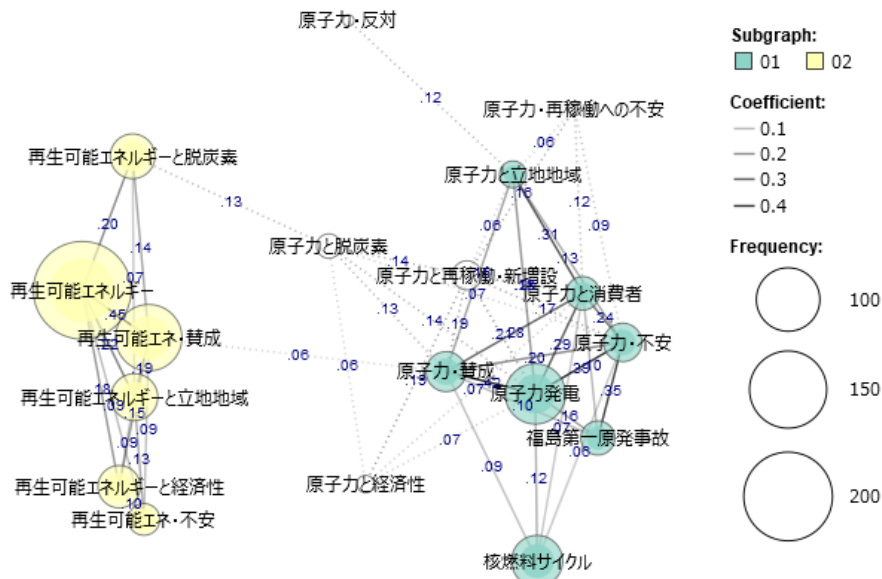 原子力・反対
Subgraph:
01 02
.12
原子力・再稼働への不安
Coefficient:
0.1
0.2
0.3
0.4
.06
再生可能エネルギーと脱炭素
原子力と立地地域
.13
.12
.20
.06
.31
.09
.14
原子力と脱炭素
.14
.13
Frequency:
.07
原子力と再稼働・新増設
再生可能エネルギー
.07
原子力と消費者
100
.13
.17
.45
.14
.19
.24
再生可能エネ・賛成
.28
.29
原子力・不安
.06
.06
.20
原子力・賛成
.19
.07
原子力発電
.35
150
再生可能エネルギーと立地地域
.10
.09
.15
.16
.09
.07
福島第一原発事故
.09
.07
.06
.13
.09
再生可能エネルギーと経済性
原子力と経済性
.12
.10
200
再生可能エネ・不安
核燃料サイクル